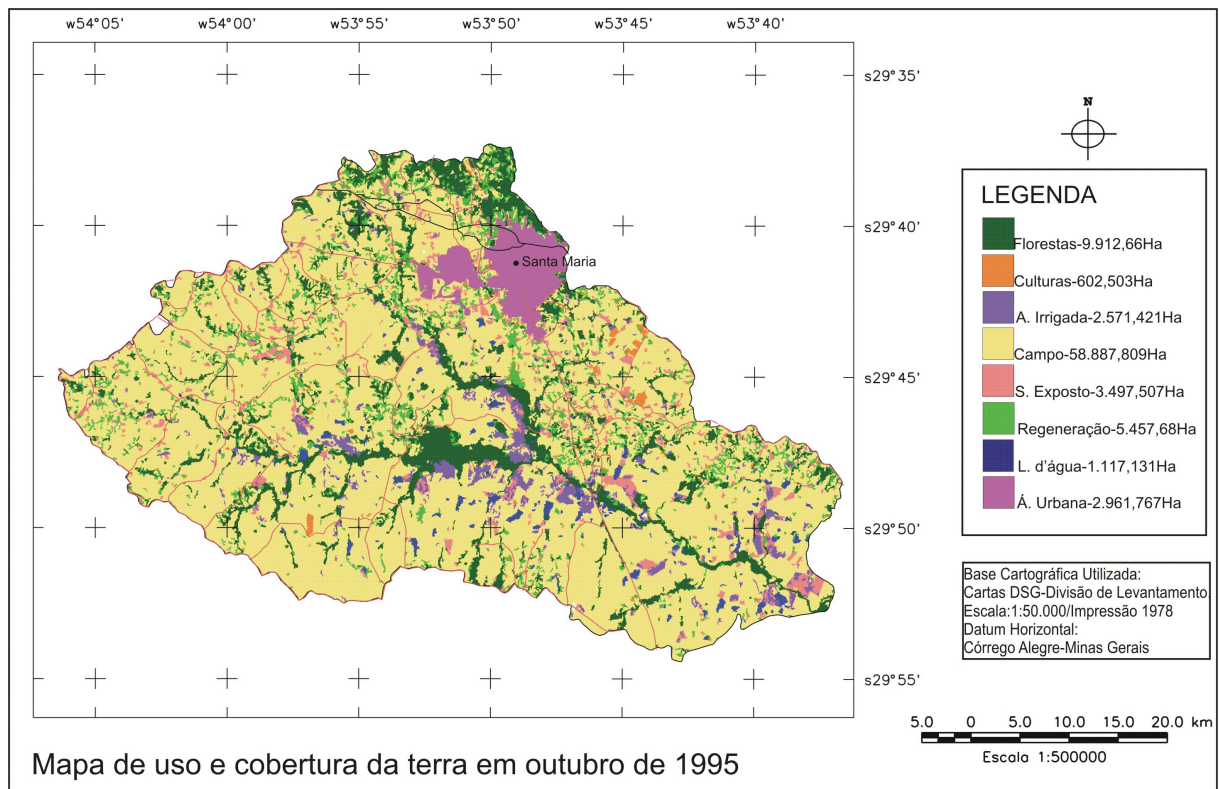 w54°05' w54°00' w53°55' w53°50' w53°45' w53°40'
s29°35'
N
LEGENDA
Florestas-9.912,66Ha
Culturas-602,503Ha
A. Irrigada-2.571,421Ha
Campo-58.887,809Ha
S. Exposto-3.497,507Ha
Regeneração-5.457,68Ha
L. d'água-1.117,131Ha
Á. Urbana-2.961,767Ha
s29°40'
Santa Maria
s29°45'
s29°50'
s29°55'
Base Cartográfica Utilizada:
Cartas DSG-Divisão de Levantamento
Escala:1:50.000/Impressão 1978
Datum Horizontal:
Córrego Alegre-Minas Gerais
5.0 0 5.0 10.0 15.0 20.0 km
Escala 1:500000
Mapa de uso e cobertura da terra em outubro de 1995